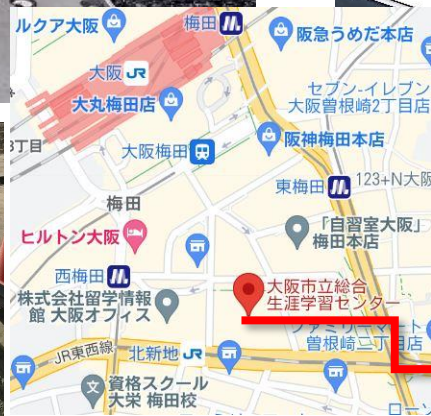 ルクア大阪
梅田
阪急うめだ本店
大阪 JR
セブン-イレブン
大阪曽根崎2丁目店
大丸梅田店
3丁目
大阪梅田
阪神梅田本店
東梅田
123+N大阪
梅田
「自習室大阪」
梅田本店
ヒルトン大阪
西梅田
大阪市立総合
生涯学習センター
株式会社留学情報
館 大阪オフィス
ファミリーマート
曽根崎二丁目店
JR東西線
北新地 JR
資格スクール
大栄 梅田校
ローソ